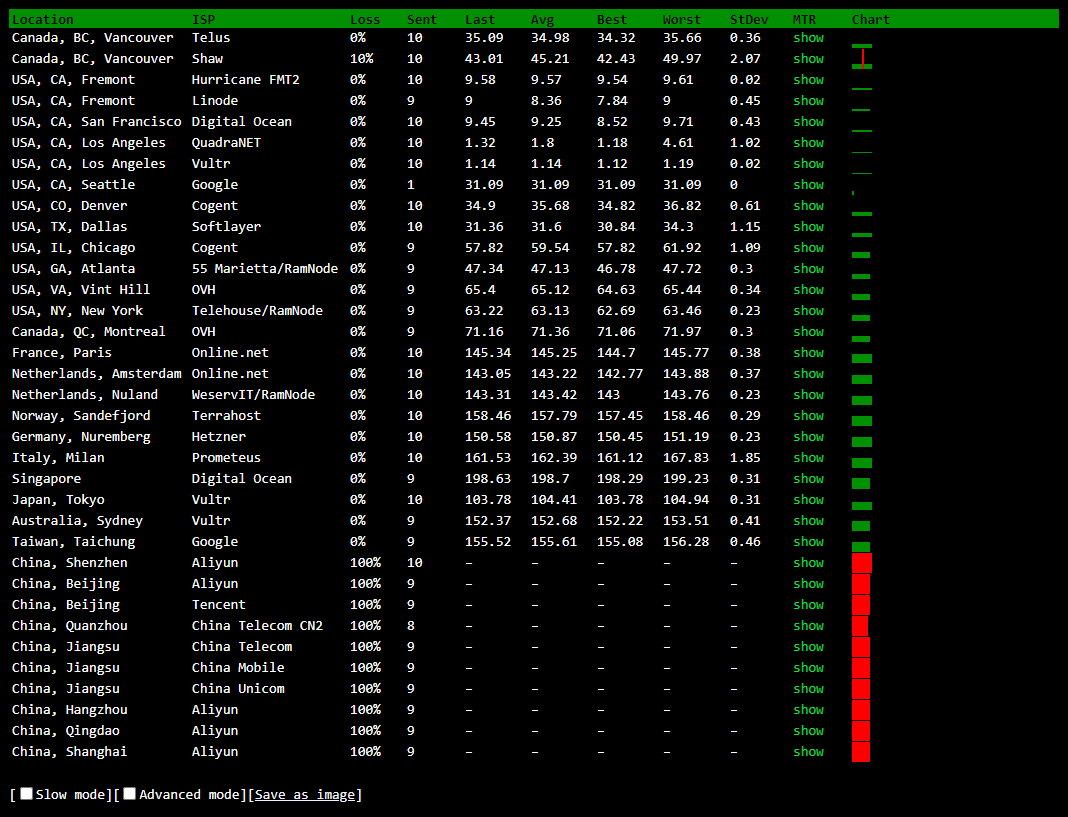 Location ISP Loss Sent Last Avg Best Worst StDev MTR Chart
Canada, BC, Vancouver Telus 0% 10 35.09 34.98 34.32 35.66 0.36 show
Canada, BC, Vancouver Shaw 10% 10 43.01 45.21 42.43 49.97 2.07 show
USA, CA, Fremont Hurricane FMT2 0% 10 9.58 9.57 9.54 9.61 0.02 show
USA, CA, Fremont Linode 0% 9 9 8.36 7.84 9 0.45 show
USA, CA, San Francisco Digital Ocean 0% 10 9.45 9.25 8.52 9.71 0.43 show
USA, CA, Los Angeles QuadraNET 0% 10 1.32 1.8 1.18 4.61 1.02 show
USA, CA, Los Angeles Vultr 0% 10 1.14 1.14 1.12 1.19 0.02 show
USA, CA, Seattle Google 0% 1 31.09 31.09 31.09 31.09 0 show
USA, CO, Denver Cogent 0% 10 34.9 35.68 34.82 36.82 0.61 show
USA, TX, Dallas Softlayer 0% 10 31.36 31.6 30.84 34.3 1.15 show
USA, IL, Chicago Cogent 0% 9 57.82 59.54 57.82 61.92 1.09 show
USA, GA, Atlanta 55 Marietta/RamNode 0% 9 47.34 47.13 46.78 47.72 0.3 show
USA, VA, Vint Hill OVH 0% 9 65.4 65.12 64.63 65.44 0.34 show
USA, NY, New York Telehouse/RamNode 0% 9 63.22 63.13 62.69 63.46 0.23 show
Canada, QC, Montreal OVH 0% 9 71.16 71.36 71.06 71.97 0.3 show
France, Paris Online.net 0% 10 145.34 145.25 144.7 145.77 0.38 show
Netherlands, Amsterdam Online.net 0% 10 143.05 143.22 142.77 143.88 0.37 show
Netherlands, Nuland WeservIT/RamNode 0% 10 143.31 143.42 143 143.76 0.23 show
Norway, Sandefjord Terrahost 0% 10 158.46 157.79 157.45 158.46 0.29 show
Germany, Nuremberg Hetzner 0% 10 150.58 150.87 150.45 151.19 0.23 show
Italy, Milan Prometeus 0% 10 161.53 162.39 161.12 167.83 1.85 show
Singapore Digital Ocean 0% 9 198.63 198.7 198.29 199.23 0.31 show
Japan, Tokyo Vultr 0% 10 103.78 104.41 103.78 104.94 0.31 show
Australia, Sydney Vultr 0% 9 152.37 152.68 152.22 153.51 0.41 show
Taiwan, Taichung Google 0% 9 155.52 155.61 155.08 156.28 0.46 show
China, Shenzhen Aliyun 100% 10 – – – – – show
China, Beijing Aliyun 100% 9 – – – – – show
China, Beijing Tencent 100% 9 – – – – – show
China, Quanzhou China Telecom CN2 100% 8 – – – – – show
China, Jiangsu China Telecom 100% 9 – – – – – show
China, Jiangsu China Mobile 100% 9 – – – – – show
China, Jiangsu China Unicom 100% 9 – – – – – show
China, Hangzhou Aliyun 100% 9 – – – – – show
China, Qingdao Aliyun 100% 9 – – – – – show
China, Shanghai Aliyun 100% 9 – – – – – show
[ Slow mode][ Advanced mode][Save as image]